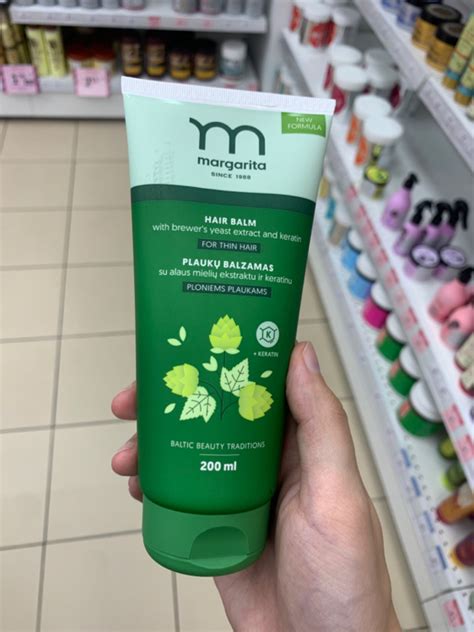 NEW
FORMULA
m
margarita
SINCE 1988
HAIR BALM
with brewer's yeast extract and keratin
FOR THIN HAIR
PLAUKŲ BALZAMAS
su alaus mielių ekstraktu ir keratinu
PLONIEMS PLAUKAMS
K
+ KERATIN
BALTIC BEAUTY TRADITIONS
200 ml